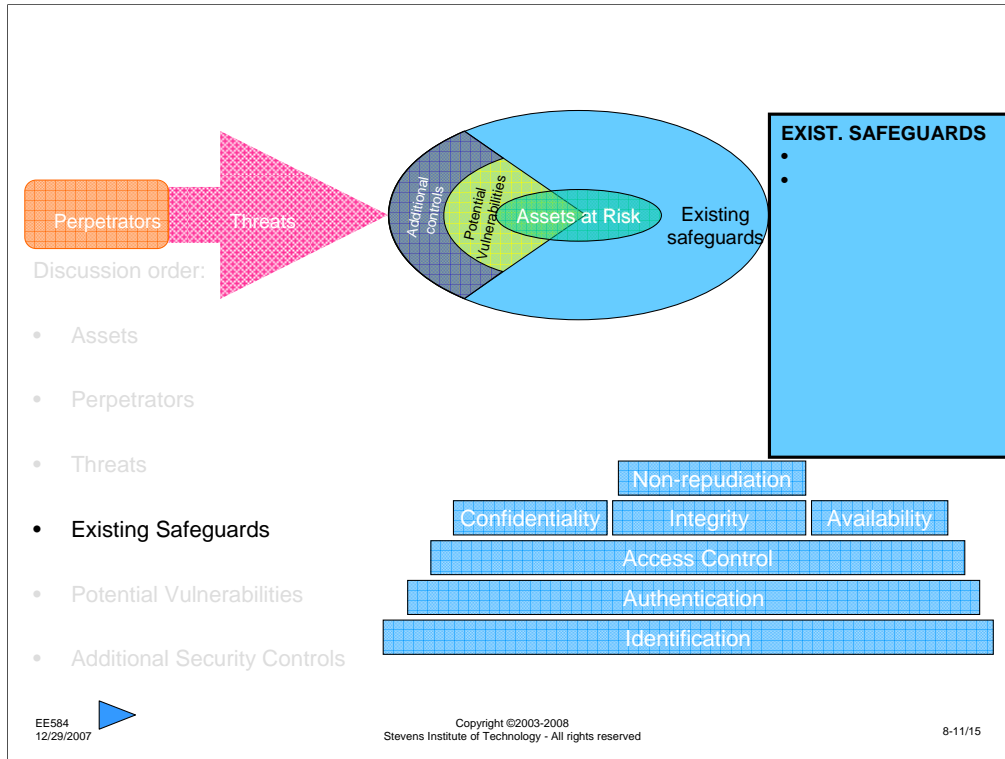 EXIST. SAFEGUARDS
•
•
Perpetrators
Threats
Additional
controls
Potential
Vulnerabilities
Assets at Risk
Existing
safeguards
Discussion order:
• Assets
• Perpetrators
• Threats
• Existing Safeguards
• Potential Vulnerabilities
• Additional Security Controls
Non-repudiation
Confidentiality
Integrity
Availability
Access Control
Authentication
Identification
EE584
12/29/2007
Copyright ©2003-2008
Stevens Institute of Technology - All rights reserved
8-11/15